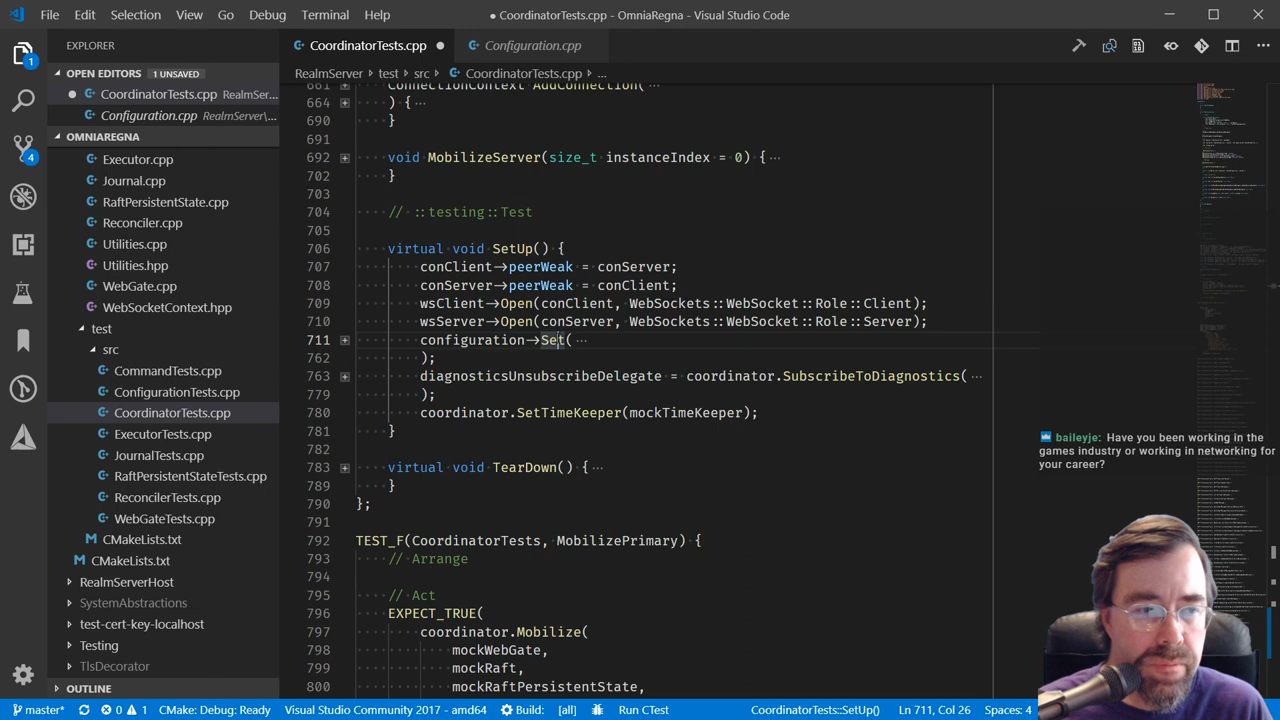 File Edit Selection View Go Debug Terminal Help
● CoordinatorTests.cpp - OmniaRegna - Visual Studio Code
EXPLORER
OPEN EDITORS 1 UNSAVED
CoordinatorTests.cpp RealmSer...
Configuration.cpp RealmServer\...
OMNIAREGNA
Executor.cpp
Journal.cpp
RaftPersistentState.cpp
Reconciler.cpp
Utilities.cpp
Utilities.hpp
WebGate.cpp
WebSocketContext.hpp
test
src
CommandTests.cpp
ConfigurationTests.cpp
CoordinatorTests.cpp
ExecutorTests.cpp
JournalTests.cpp
RaftPersistentStateTests.cpp
ReconcilerTests.cpp
WebGateTests.cpp
CMakeLists.txt
CMakeLists.txt
RealmServerHost
SystemAbstractions
test-cert-key-localhost
Testing
TlsDecorator
OUTLINE
1
4
CoordinatorTests.cpp ● Configuration.cpp
RealmServer > test > src > CoordinatorTests.cpp > ...
661 ConnectionContext AddConnection( ...
664 ) { ...
690 }
691
692 void MobilizeServer(size_t instanceIndex = 0) { ...
702 }
703
704 // ::testing::Test
705
706 virtual void SetUp() {
707 conClient->peerWeak = conServer;
708 conServer->peerWeak = conClient;
709 wsClient->Open(conClient, WebSockets::WebSocket::Role::Client);
710 wsServer->Open(conServer, WebSockets::WebSocket::Role::Server);
711 configuration->Set( ...
762 );
763 diagnosticsUnsubscribeDelegate = coordinator.SubscribeToDiagnostics( ...
779 );
780 coordinator.SetTimeKeeper(mockTimeKeeper);
781 }
782
783 virtual void TearDown() { ...
789 }
790 };
791
792 TEST_F(CoordinatorTests, MobilizePrimary) {
793 // Arrange
794
795 // Act
796 EXPECT_TRUE(
797 coordinator.Mobilize(
798 mockWebGate,
799 mockRaft,
800 mockRaftPersistentState,
baileyje: Have you been working in the
games industry or working in networking for
your career?
master* 0 1 CMake: Debug: Ready Visual Studio Community 2017 - amd64 Build: [all] Run CTest CoordinatorTests::SetUp() Ln 711, Col 26 Spaces: 4